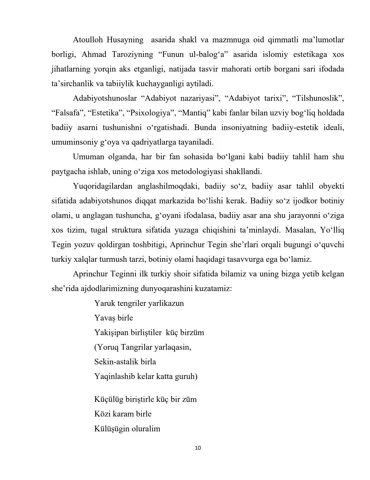 Atoulloh Husayning asarida shakl va mazmnuga oid qimmatli ma’lumotlar
borligi, Ahmad Taroziyning “Funun ul-balog‘a” asarida islomiy estetikaga xos
jihatlarning yorqin aks etganligi, natijada tasvir mahorati ortib borgani sari ifodada
ta’sirchanlik va tabiiylik kuchayganligi aytiladi.
Adabiyotshunoslar “Adabiyot nazariyasi”, “Adabiyot tarixi”, “Tilshunoslik”,
“Falsafa”, “Estetika”, “Psixologiya”, “Mantiq” kabi fanlar bilan uzviy bog‘liq holdada
badiiy asarni tushunishni o‘rgatishadi. Bunda insoniyatning badiiy-estetik ideali,
umuminsoniy g‘oya va qadriyatlarga tayaniladi.
Umuman olganda, har bir fan sohasida bo‘lgani kabi badiiy tahlil ham shu
paytgacha ishlab, uning o‘ziga xos metodologiyasi shakllandi.
Yuqoridagilardan anglashilmoqdaki, badiiy so‘z, badiiy asar tahlil obyekti
sifatida adabiyotshunos diqqat markazida bo‘lishi kerak. Badiiy so‘z ijodkor botiniy
olami, u anglagan tushuncha, g‘oyani ifodalasa, badiiy asar ana shu jarayonni o‘ziga
xos tizim, tugal struktura sifatida yuzaga chiqishini ta’minlaydi. Masalan, Yo‘lliq
Tegin yozuv qoldirgan toshbitigi, Aprinchur Tegin she’rlari orqali bugungi o‘quvchi
turkiy xalqlar turmush tarzi, botiniy olami haqidagi tasavvurga ega bo‘lamiz.
Aprinchur Teginni ilk turkiy shoir sifatida bilamiz va uning bizga yetib kelgan
she’rida ajdodlarimizning dunyoqarashini kuzatamiz:
Yaruk tengriler yarlikazun
Yavaş birle
Yakişipan birliştiler küç birzüm
(Yoruq Tangrilar yarlaqasin,
Sekin-astalik birla
Yaqinlashib kelar katta guruh)
Küçülüg biriştirle küç bir züm
Közi karam birle
Külüşügin oluralim
10